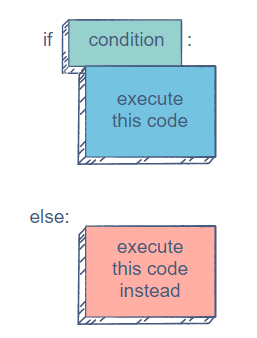 if condition :
execute
this code
else:
execute
this code
instead